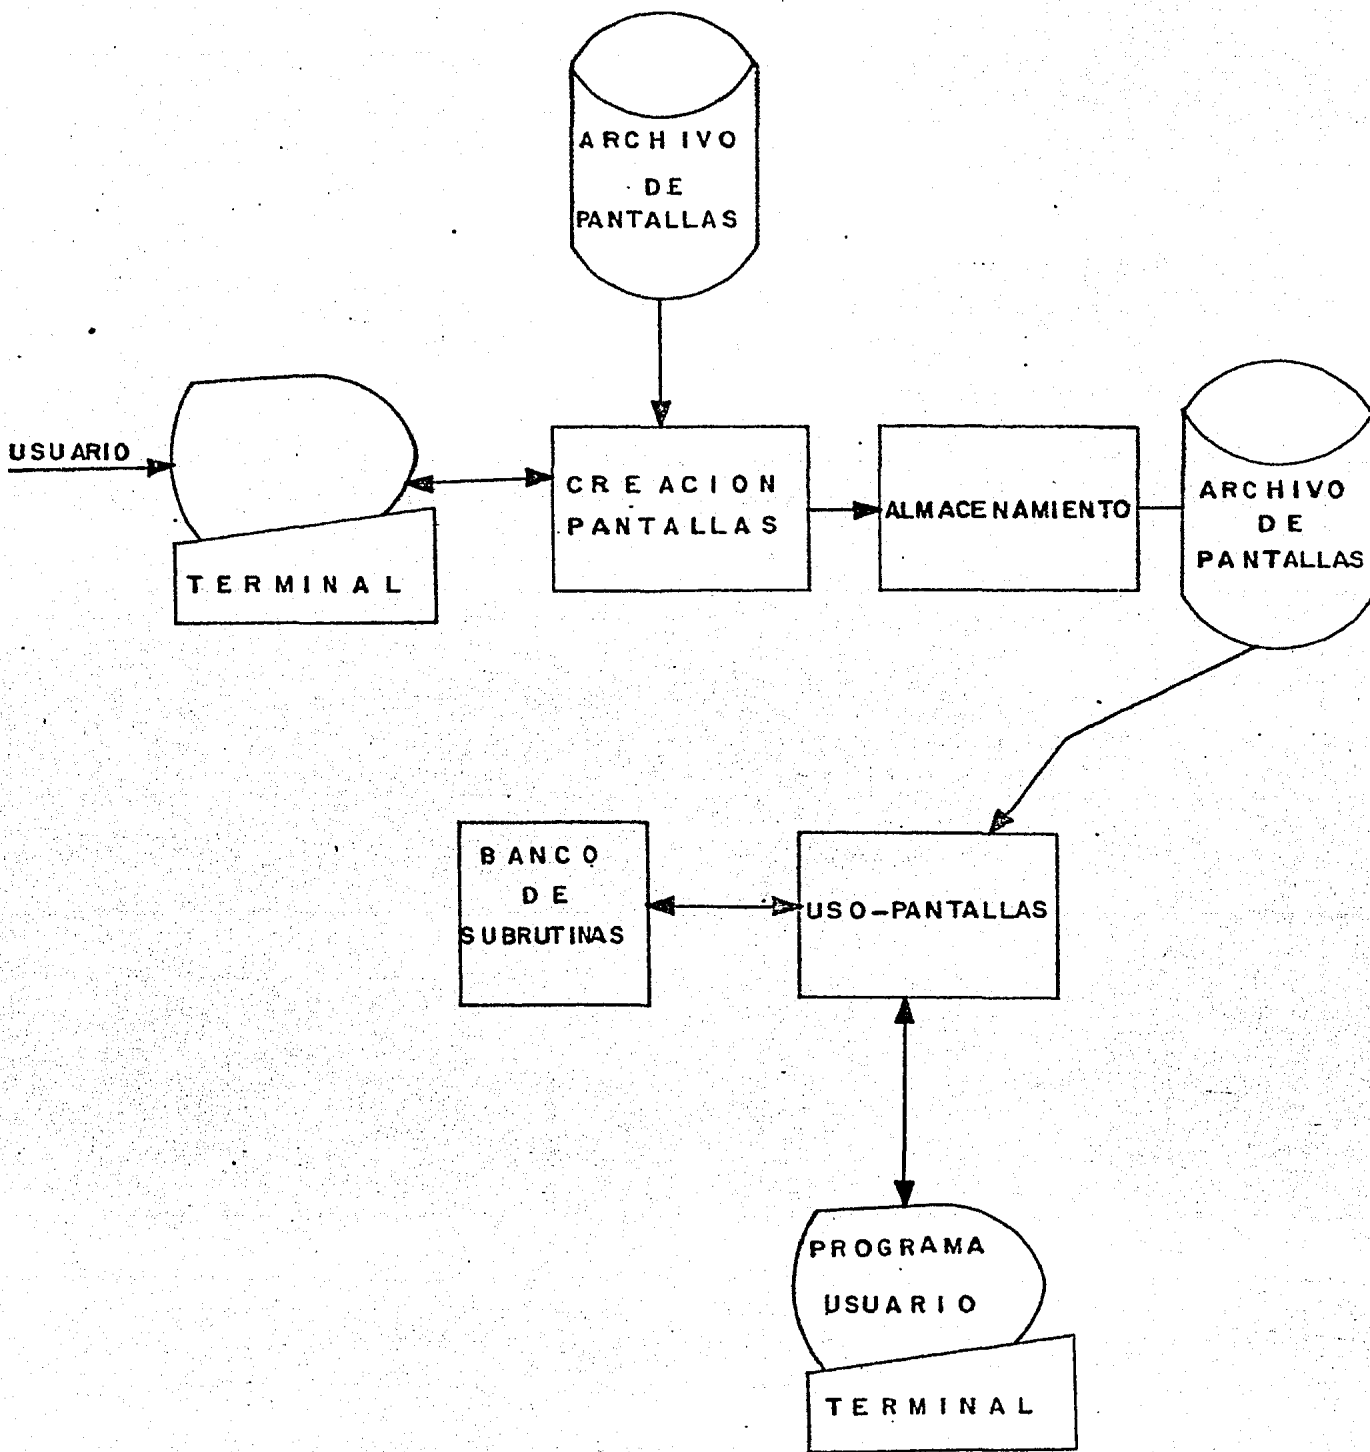 ARCHIVO
DE
PANTALLAS
USUARIO
TERMINAL
CREACION
PANTALLAS
ALMACENAMIENTO
ARCHIVO
DE
PANTALLAS
BANCO
DE
SUBRUTINAS
USO-PANTALLAS
PROGRAMA
USUARIO
TERMINAL